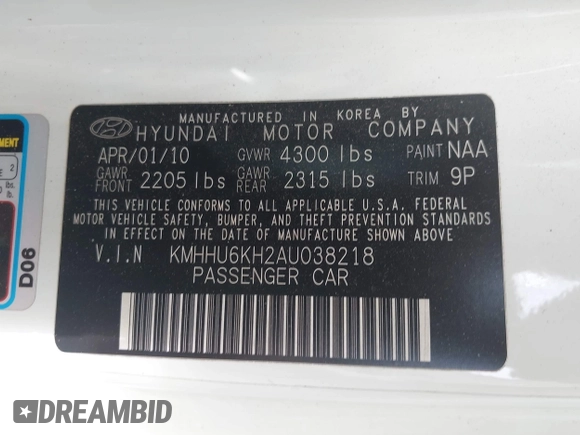 MANUFACTURED IN KOREA BY
HYUNDAI MOTOR COMPANY
APR/01/10 GVWR 4300 lbs PAINT NAA
GAWR FRONT 2205 lbs GAWR REAR 2315 lbs TRIM 9P
THIS VEHICLE CONFORMS TO ALL APPLICABLE U.S.A. FEDERAL
MOTOR VEHICLE SAFETY, BUMPER, AND THEFT PREVENTION STANDARDS
IN EFFECT ON THE DATE OF MANUFACTURE SHOWN ABOVE
V.I.N KMHHU6KH2AU038218
PASSENGER CAR
2
lbs.
D06
DREAMBID